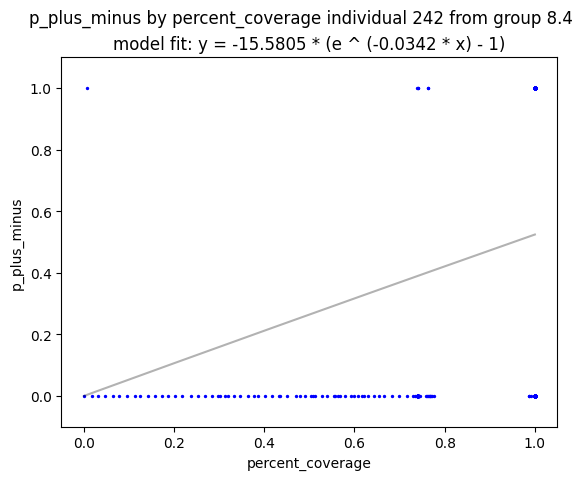 p_plus_minus by percent_coverage individual 242 from group 8.4
model fit: y = -15.5805 * (e ^ (-0.0342 * x) - 1)
1.0
0.8
0.6
0.4
0.2
0.0
p_plus_minus
0.0 0.2 0.4 0.6 0.8 1.0
percent_coverage